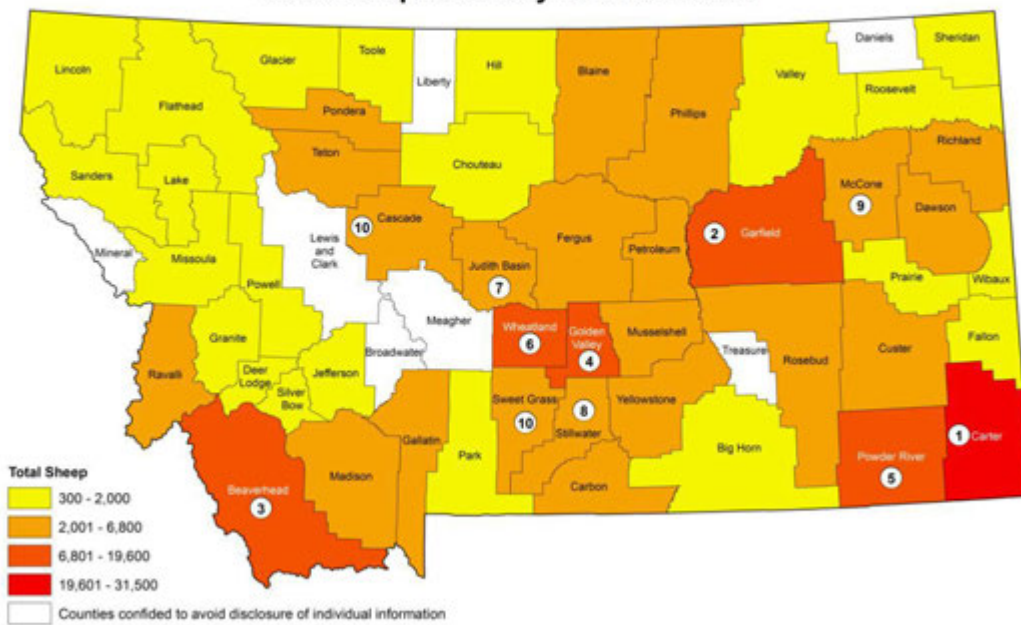 Daniels
Sheridan
Lincoln
Glacier
Toole
Liberty
Hill
Blaine
Phillips
Valley
Roosevelt
Flathead
Pondera
Teton
Chouteau
Richland
Sanders
Lake
McCone
9
Dawson
10
Cascade
Fergus
Petroleum
2
Garfield
Mineral
Missoula
Powell
Lewis
and
Clark
Judith Basin
7
Prairie
Wibaux
Meagher
Wheatland
6
Golden
Valley
4
Musselshell
Treasure
Rosebud
Custer
Fallon
Granite
Broadwater
Ravalli
Deer
Lodge
Silver
Bow
Jefferson
Sweet Grass
10
8
Stillwater
Yellowstone
Big Horn
1
Carter
Powder River
5
Gallatin
Park
Madison
Carbon
Beaverhead
3
Total Sheep
300 - 2,000
2,001 - 6,800
6,801 - 19,600
19,601 - 31,500
Counties confided to avoid disclosure of individual information